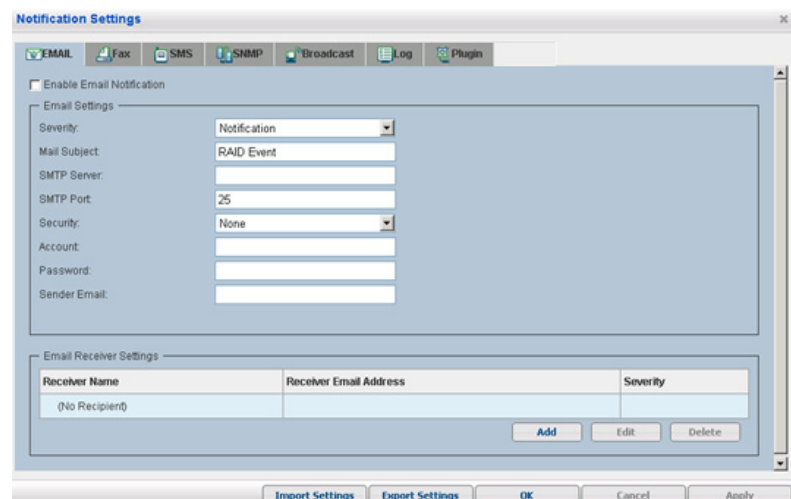 Notification Settings
EMAIL Fax SMS SNMP Broadcast Log Plugin
Enable Email Notification
Email Settings
Severity: Notification
Mail Subject: RAID Event
SMTP Server:
SMTP Port: 25
Security: None
Account:
Password:
Sender Email:
Email Receiver Settings
Receiver Name Receiver Email Address Severity
(No Recipient)
Add Edit Delete
Import Settings Export Settings OK Cancel Apply